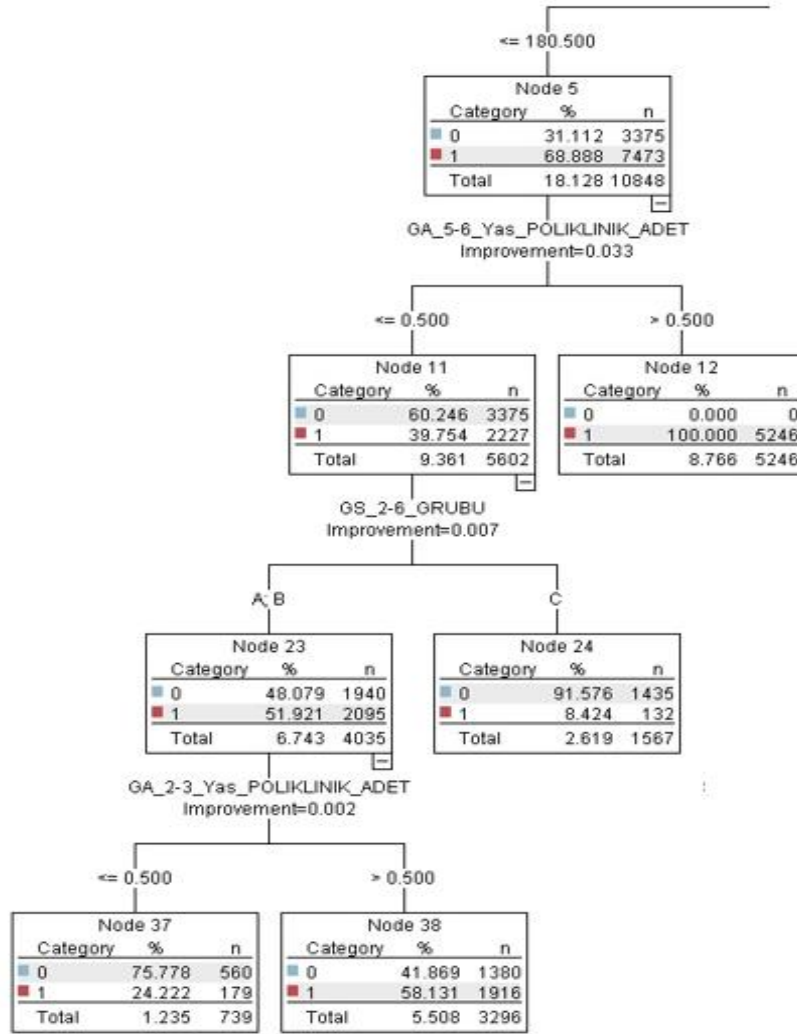 <= 180.500
Node 5
Category % n
0 31.112 3375
1 68.888 7473
Total 18.128 10848
GA_5-6_Yas_POLIKLINIK_ADET
Improvement=0.033
<= 0.500
> 0.500
Node 11
Category % n
0 60.246 3375
1 39.754 2227
Total 9.361 5602
Node 12
Category % n
0 0.000 0
1 100.000 5246
Total 8.766 5246
GS_2-6_GRUBU
Improvement=0.007
A; B
C
Node 23
Category % n
0 48.079 1940
1 51.921 2095
Total 6.743 4035
Node 24
Category % n
0 91.576 1435
1 8.424 132
Total 2.619 1567
GA_2-3_Yas_POLIKLINIK_ADET
Improvement=0.002
<= 0.500
> 0.500
Node 37
Category % n
0 75.778 560
1 24.222 179
Total 1.235 739
Node 38
Category % n
0 41.869 1380
1 58.131 1916
Total 5.508 3296